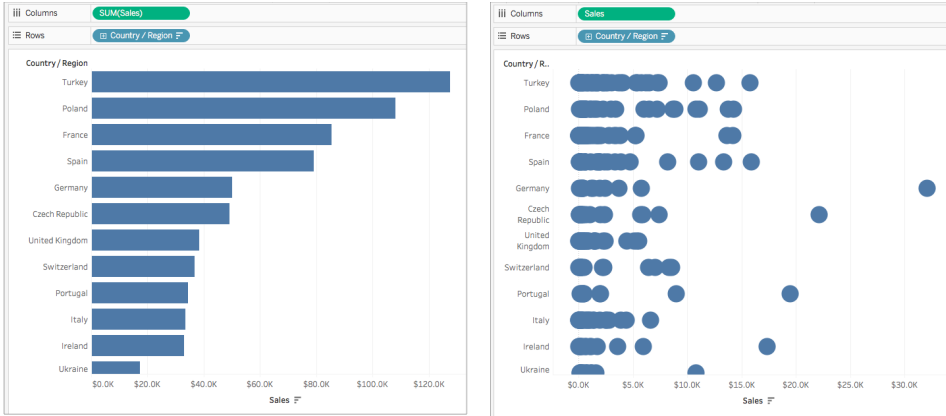 Columns
SUM(Sales)
Rows
Country / Region
Country / Region
Turkey
Poland
France
Spain
Germany
Czech Republic
United Kingdom
Switzerland
Portugal
Italy
Ireland
Ukraine
$0.0K $20.0K $40.0K $60.0K $80.0K $100.0K $120.0K
Sales
Columns
Sales
Rows
Country / Region
Country / R..
Turkey
Poland
France
Spain
Germany
Czech
Republic
United
Kingdom
Switzerland
Portugal
Italy
Ireland
Ukraine
$0.0K $5.0K $10.0K $15.0K $20.0K $25.0K $30.0K
Sales